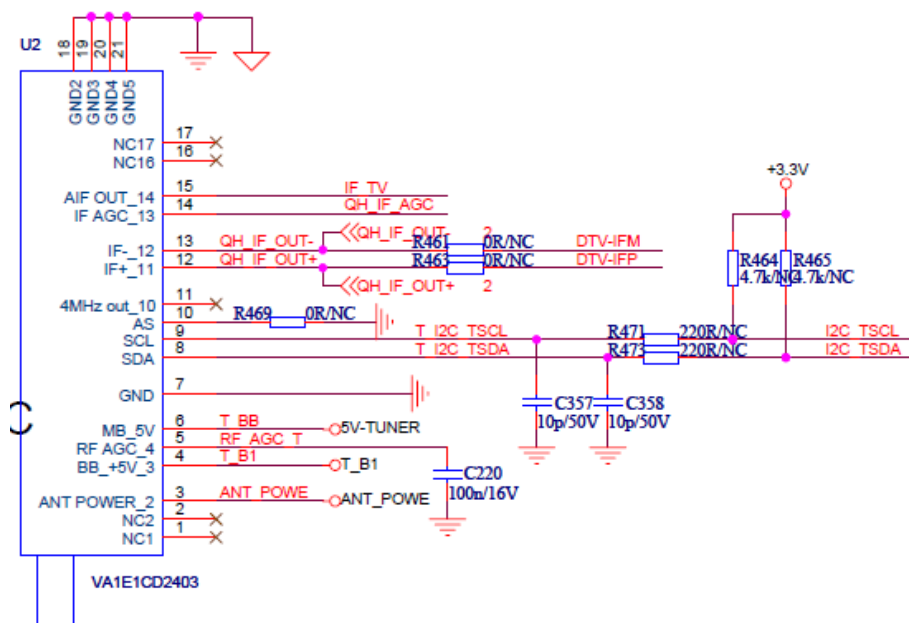 U2
18
19
20
21
GND2
GND3
GND4
GND5
NC17
17
NC16
16
+3.3V
AIF OUT_14
15
IF_TV
IF AGC_13
14
QH_IF_AGC
IF-_12
13
QH_IF_OUT-
QH_IF_OUT-
2
R461
0R/NC
DTV-IFM
IF+_11
12
QH_IF_OUT+
R463
0R/NC
DTV-IFP
QH_IF_OUT+
2
R464
4.7k/NC
R465
4.7k/NC
4MHz out_10
11
AS
10
R469
0R/NC
SCL
9
T_I2C_TSCL
R471
220R/NC
I2C_TSCL
SDA
8
T_I2C_TSDA
R473
220R/NC
I2C_TSDA
GND
7
C357
10p/50V
C358
10p/50V
MB_5V
6
T_BB
5V-TUNER
RF AGC_4
5
RF_AGC_T
BB_+5V_3
4
T_B1
T_B1
C220
100n/16V
ANT POWER_2
3
ANT_POWE
ANT_POWE
NC2
2
NC1
1
VA1E1CD2403